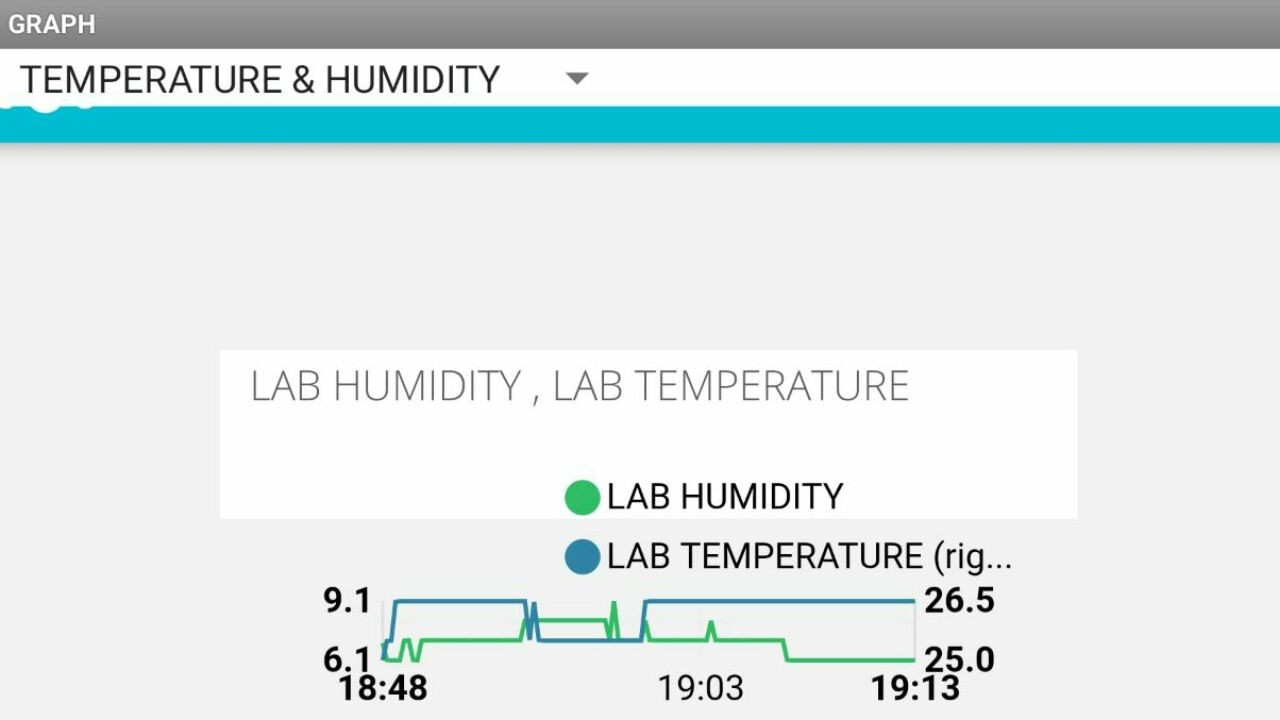 GRAPH
TEMPERATURE & HUMIDITY
LAB HUMIDITY , LAB TEMPERATURE
LAB HUMIDITY
LAB TEMPERATURE (rig...
9.1 26.5
6.1 25.0
18:48 19:03 19:13